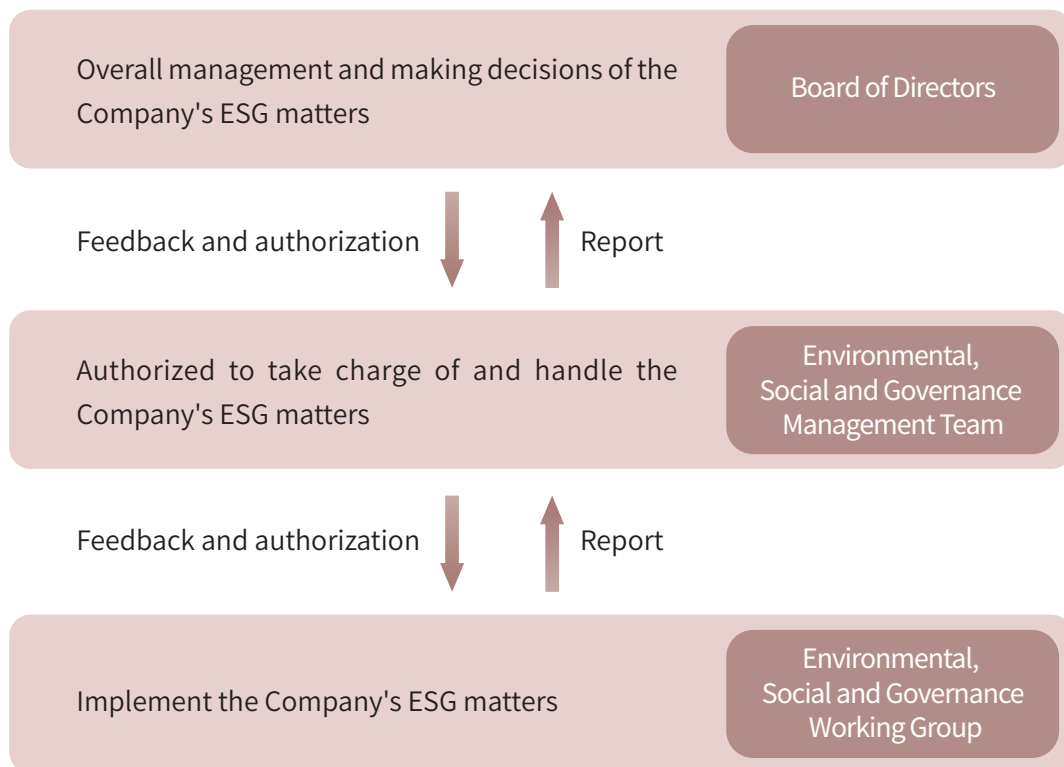 Overall management and making decisions of the
Company's ESG matters
Board of Directors
Feedback and authorization
Report
Authorized to take charge of and handle the
Company's ESG matters
Environmental,
Social and Governance
Management Team
Feedback and authorization
Report
Implement the Company's ESG matters
Environmental,
Social and Governance
Working Group